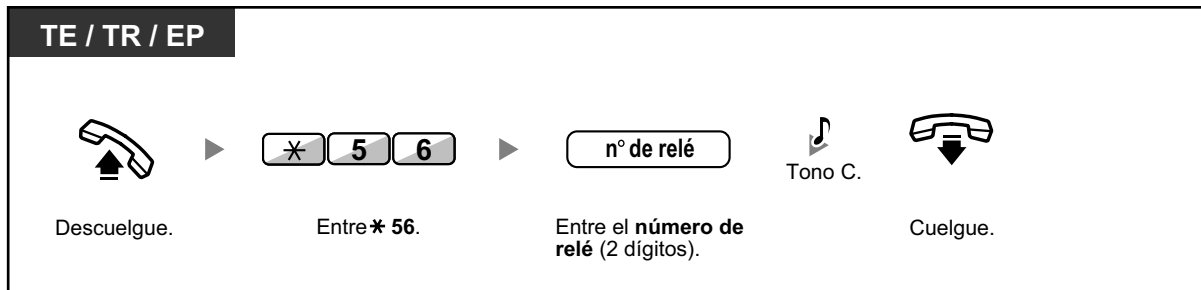 TE / TR / EP
* 5 6
n° de relé
Tono C.
Descuelgue.
Entre * 56.
Entre el número de
relé (2 dígitos).
Cuelgue.